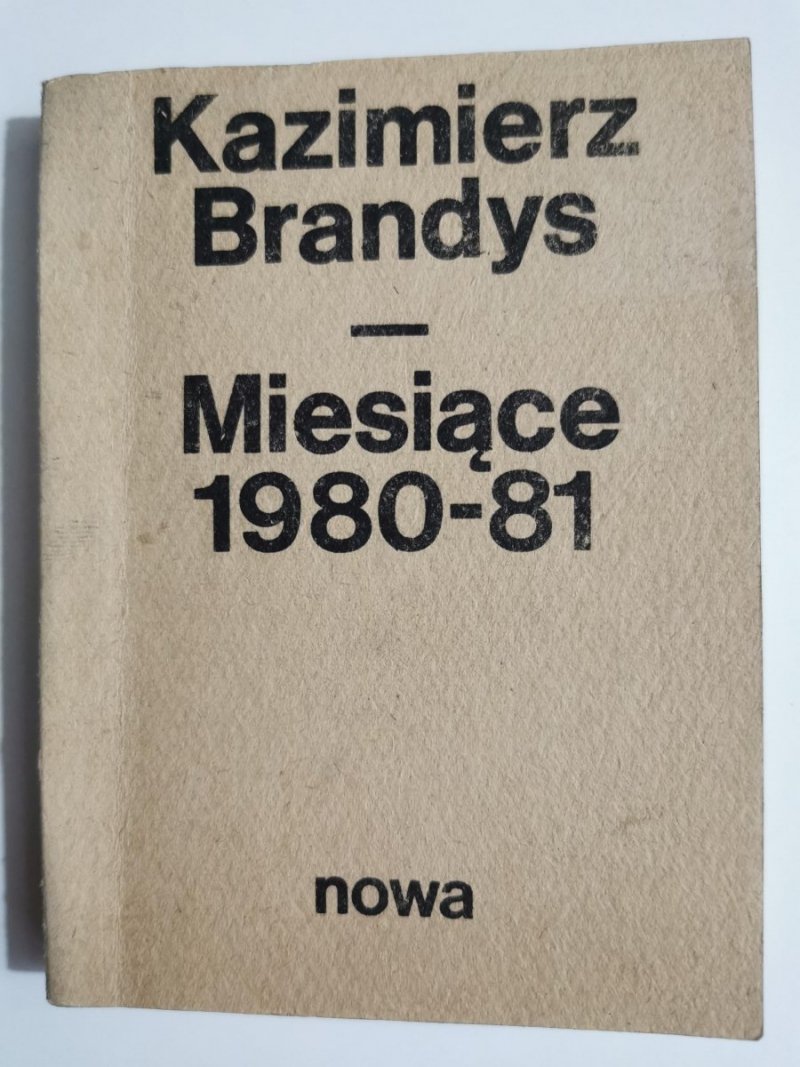 Kazimierz
Brandys
—
Miesiące
1980-81
nowa